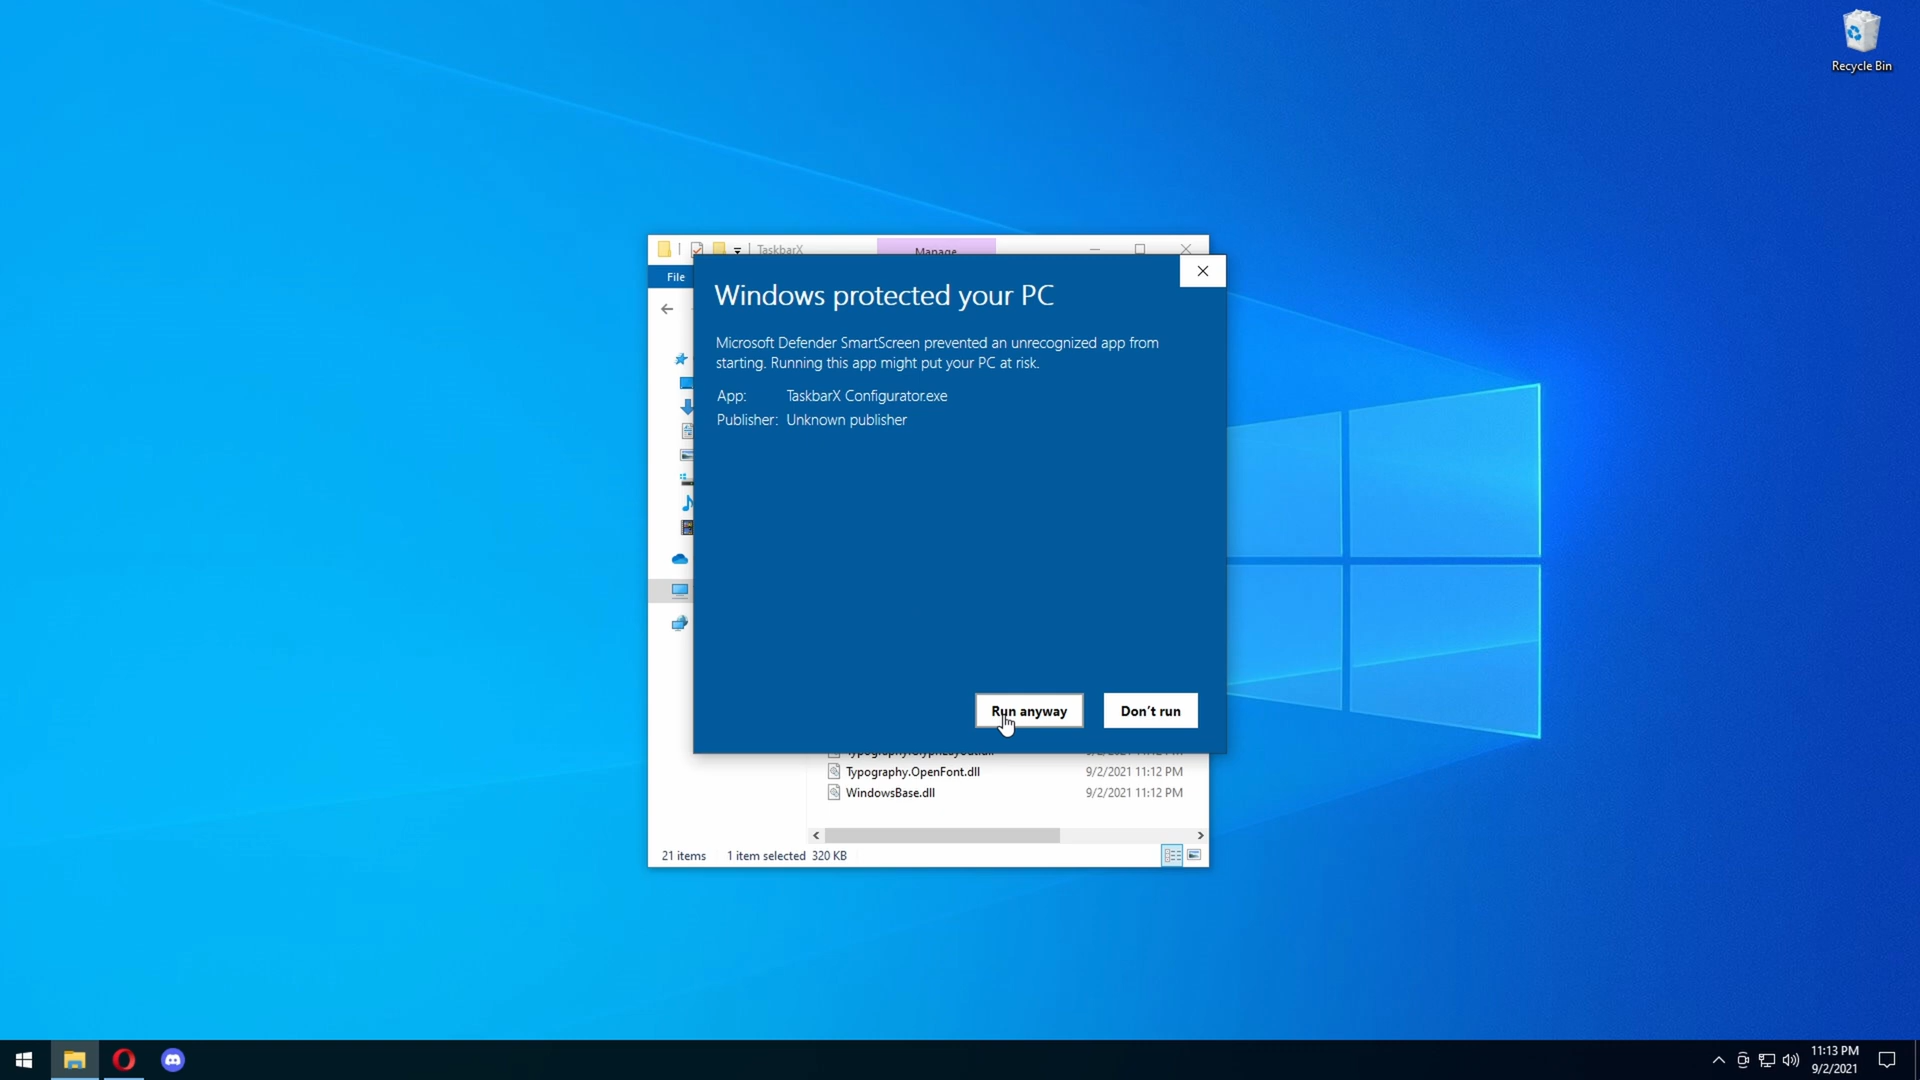 Recycle Bin
TaskbarX
Manage
File
Windows protected your PC
Microsoft Defender SmartScreen prevented an unrecognized app from
starting. Running this app might put your PC at risk.
App: TaskbarX Configurator.exe
Publisher: Unknown publisher
Run anyway
Don't run
Typography.OpenFont.dll 9/2/2021 11:12 PM
WindowsBase.dll 9/2/2021 11:12 PM
21 items 1 item selected 320 KB
11:13 PM
9/2/2021